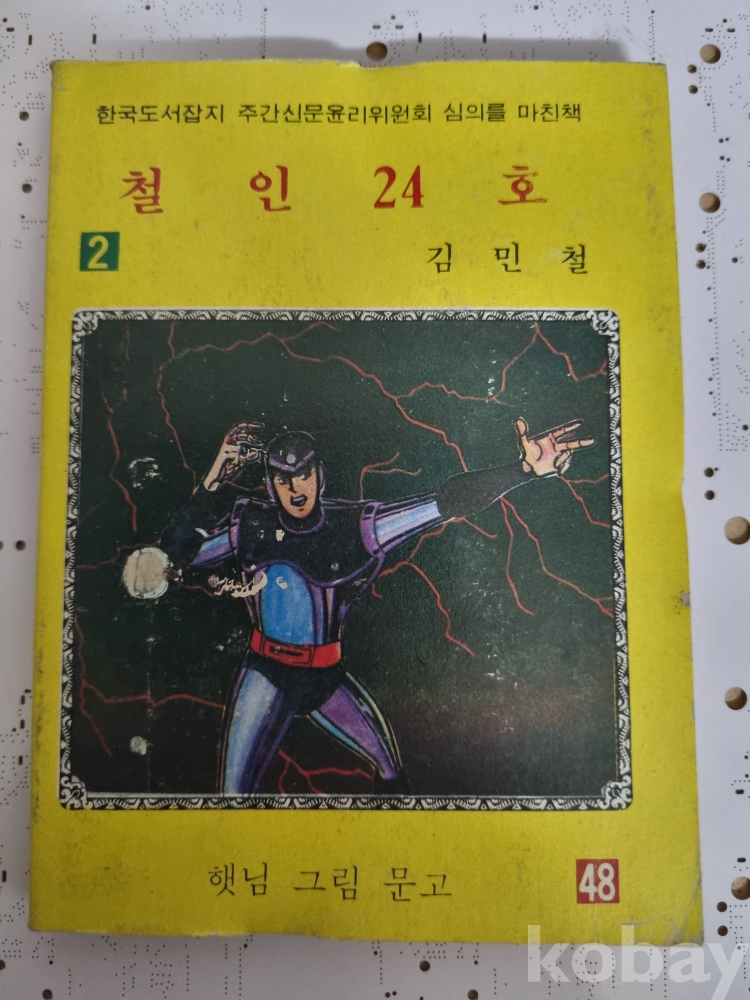 한국도서잡지 주간신문윤리위원회 심의를 마친책
철 인 24 호
2
김 민 철
햇님 그림 문고
48
kobay